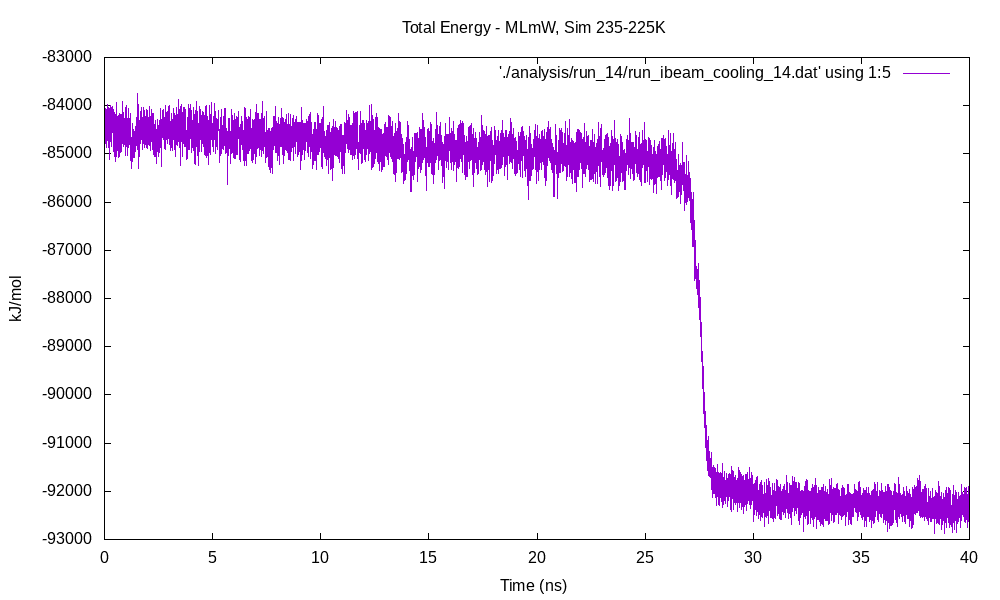 Total Energy - MLmW, Sim 235-225K
'./analysis/run_14/run_ibeam_cooling_14.dat' using 1:5
-83000
-84000
-85000
-86000
-87000
-88000
-89000
-90000
-91000
-92000
-93000
kJ/mol
0 5 10 15 20 25 30 35 40
Time (ns)